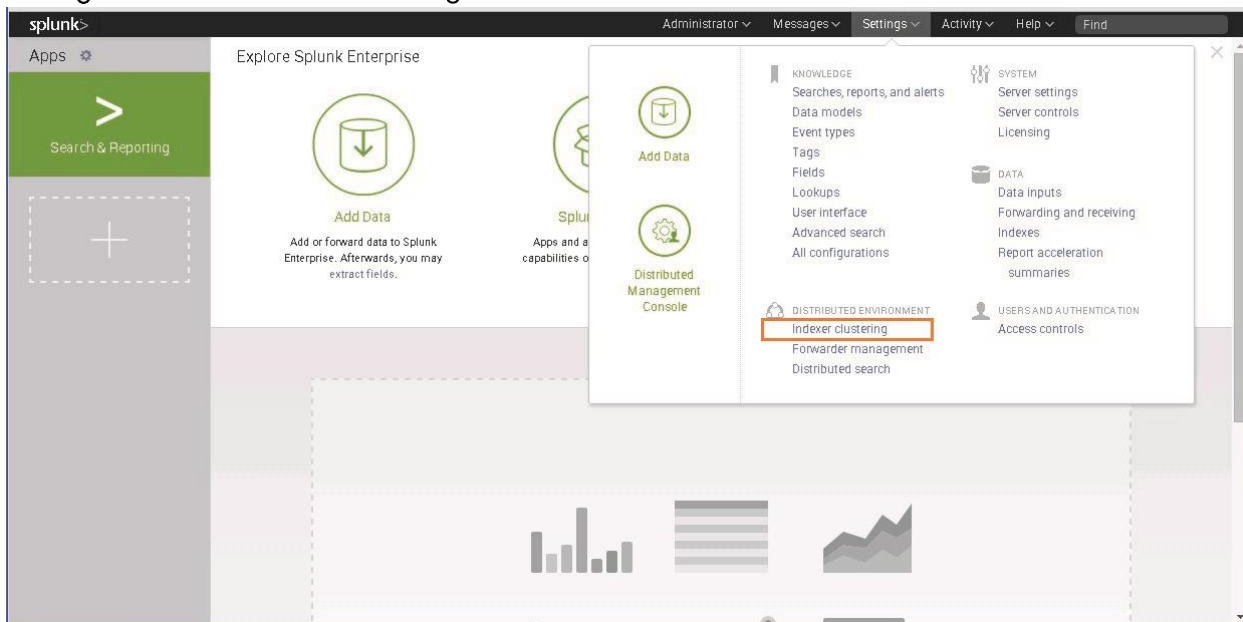 splunk> Administrator Messages Settings Activity Help Find
Apps
Search & Reporting
Explore Splunk Enterprise
Add Data
Add or forward data to Splunk
Enterprise. Afterwards, you may
extract fields.
Splu
Apps and a
capabilities o
Add Data
Distributed
Management
Console
KNOWLEDGE
Searches, reports, and alerts
Data models
Event types
Tags
Fields
Lookups
User interface
Advanced search
All configurations
DISTRIBUTED ENVIRONMENT
Indexer clustering
Forwarder management
Distributed search
SYSTEM
Server settings
Server controls
Licensing
DATA
Data inputs
Forwarding and receiving
Indexes
Report acceleration
summaries
USERS AND AUTHENTICATION
Access controls